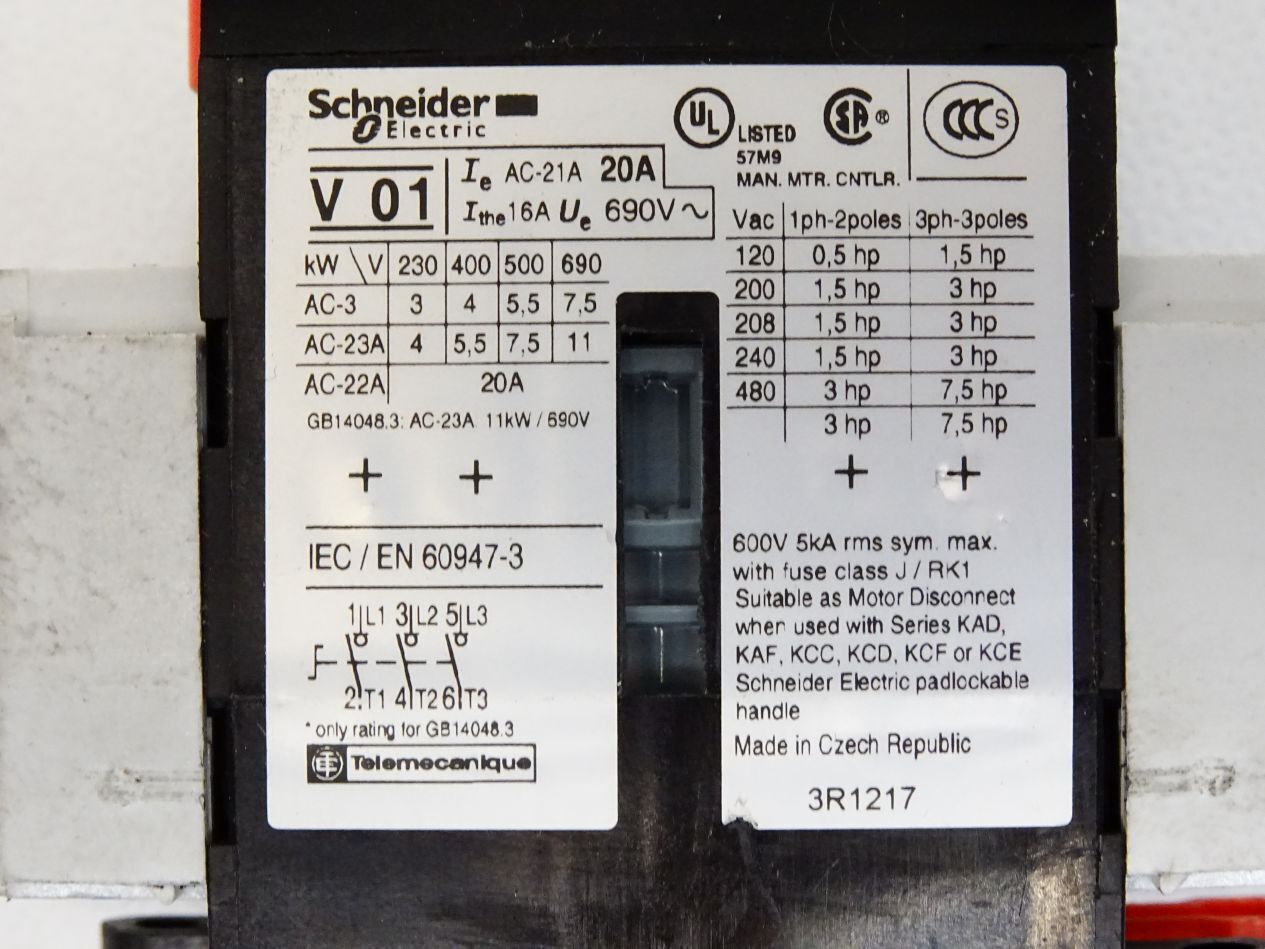 Schneider
Electric
V 01
Ie AC-21A 20A
Ithe 16A Ue 690V~
kW \ V 230 400 500 690
AC-3 3 4 5,5 7,5
AC-23A 4 5,5 7,5 11
AC-22A 20A
GB14048.3: AC-23A 11kW / 690V
+ +
IEC / EN 60947-3
1 L1 3 L2 5 L3
2 T1 4 T2 6 T3
* only rating for GB14048.3
Telemecanique
UL LISTED
57M9
MAN. MTR. CNTLR.
SA ®
CCC S
Vac 1ph-2poles 3ph-3poles
120 0,5 hp 1,5 hp
200 1,5 hp 3 hp
208 1,5 hp 3 hp
240 1,5 hp 3 hp
480 3 hp 7,5 hp
3 hp 7,5 hp
+ +
600V 5kA rms sym. max.
with fuse class J / RK1
Suitable as Motor Disconnect
when used with Series KAD,
KAF, KCC, KCD, KCF or KCE
Schneider Electric padlockable
handle
Made in Czech Republic
3R1217